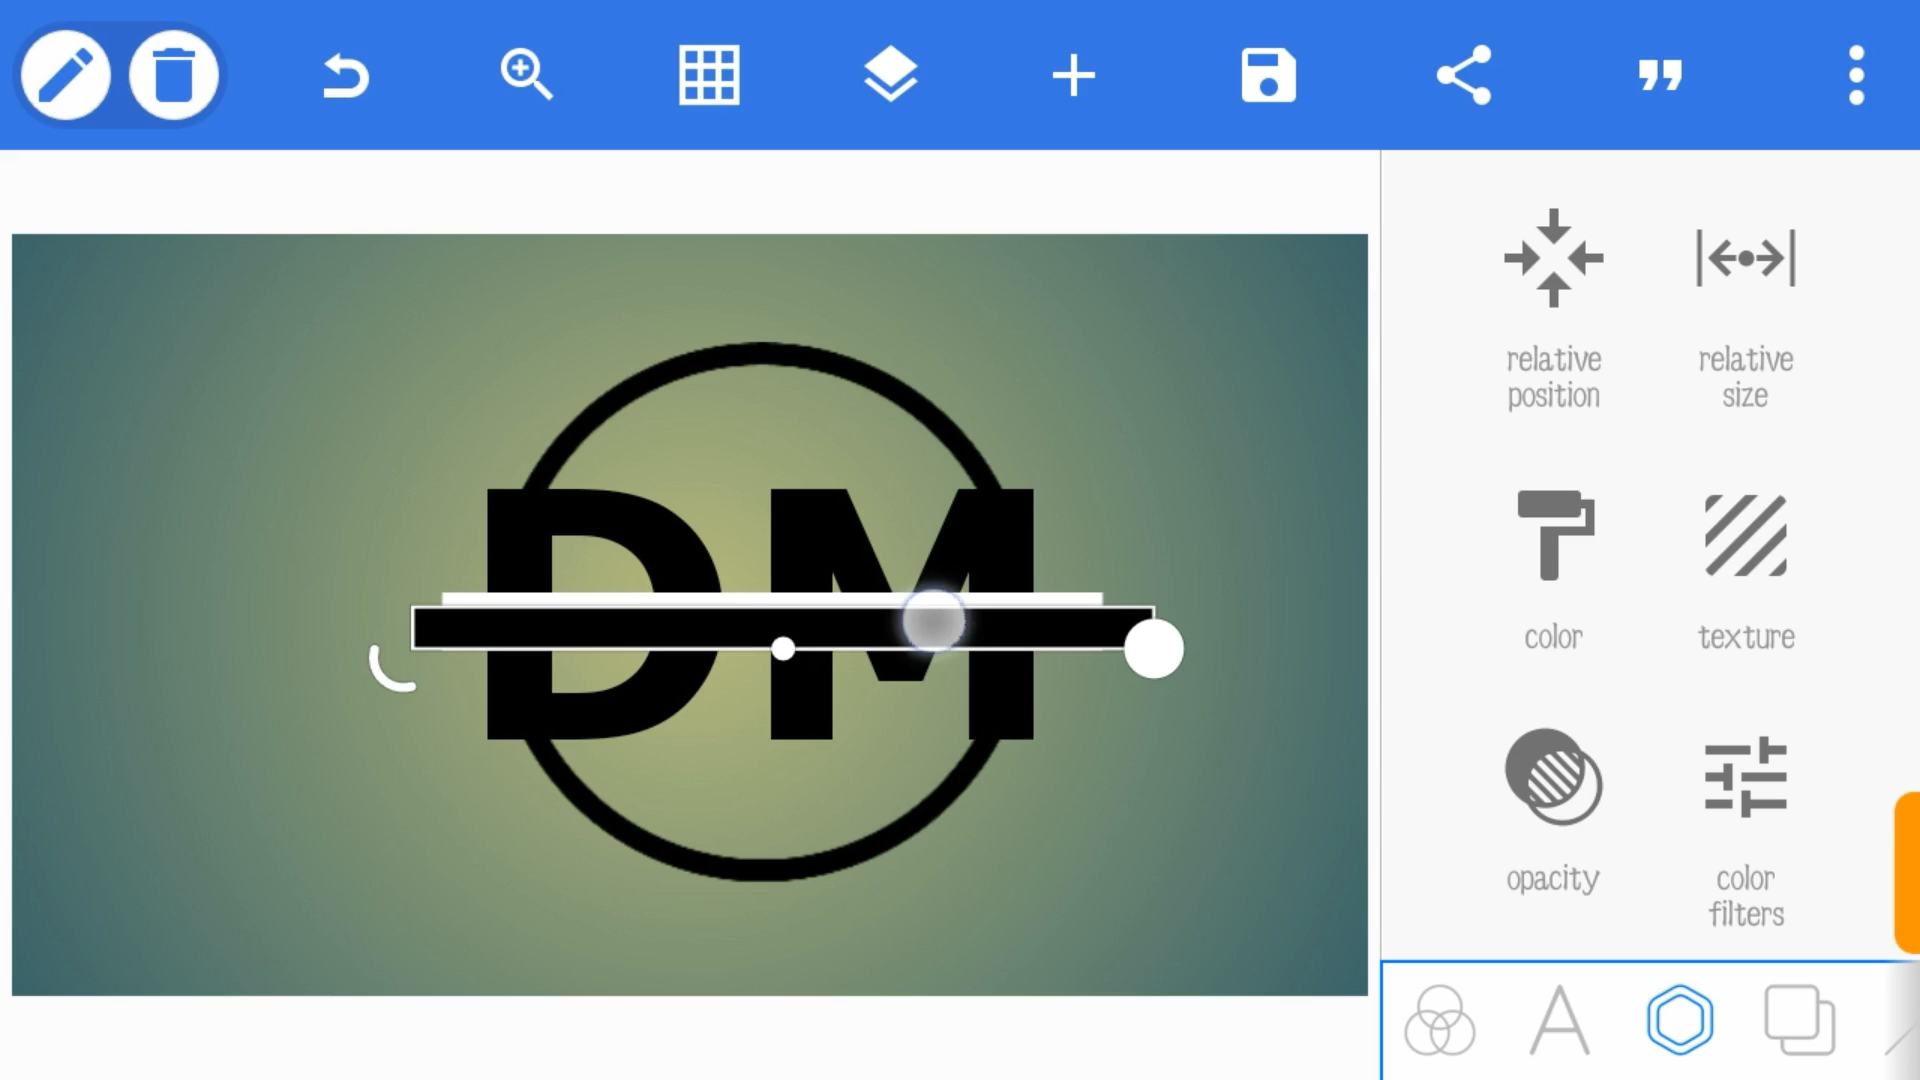 DM
relative
position
relative
size
color
texture
opacity
color
filters